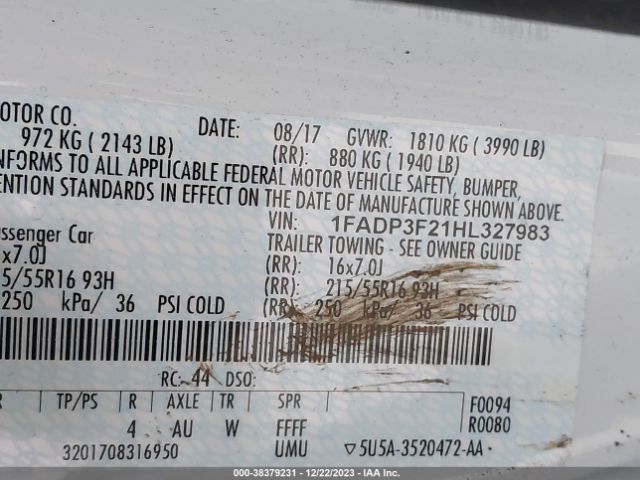 OTOR CO.
DATE: 08/17 GVWR: 1810 KG ( 3990 LB)
972 KG ( 2143 LB) (RR): 880 KG ( 1940 LB)
NFORMS TO ALL APPLICABLE FEDERAL MOTOR VEHICLE SAFETY, BUMPER,
ENTION STANDARDS IN EFFECT ON THE DATE OF MANUFACTURE SHOWN ABOVE.
VIN: 1FADP3F21HL327983
ssenger Car TRAILER TOWING - SEE OWNER GUIDE
x7.0J (RR): 16x7.0J
5/55R16 93H (RR): 215/55R16 93H
250 kPa/ 36 PSI COLD (RR): 250 kPa/ 36 PSI COLD
RC: 44 DSO:
R TP/PS R AXLE TR SPR F0094
4 AU W FFFF R0080
3201708316950 UMU ▽5U5A-3520472-AA
000-38379231 - 12/22/2023 - IAA